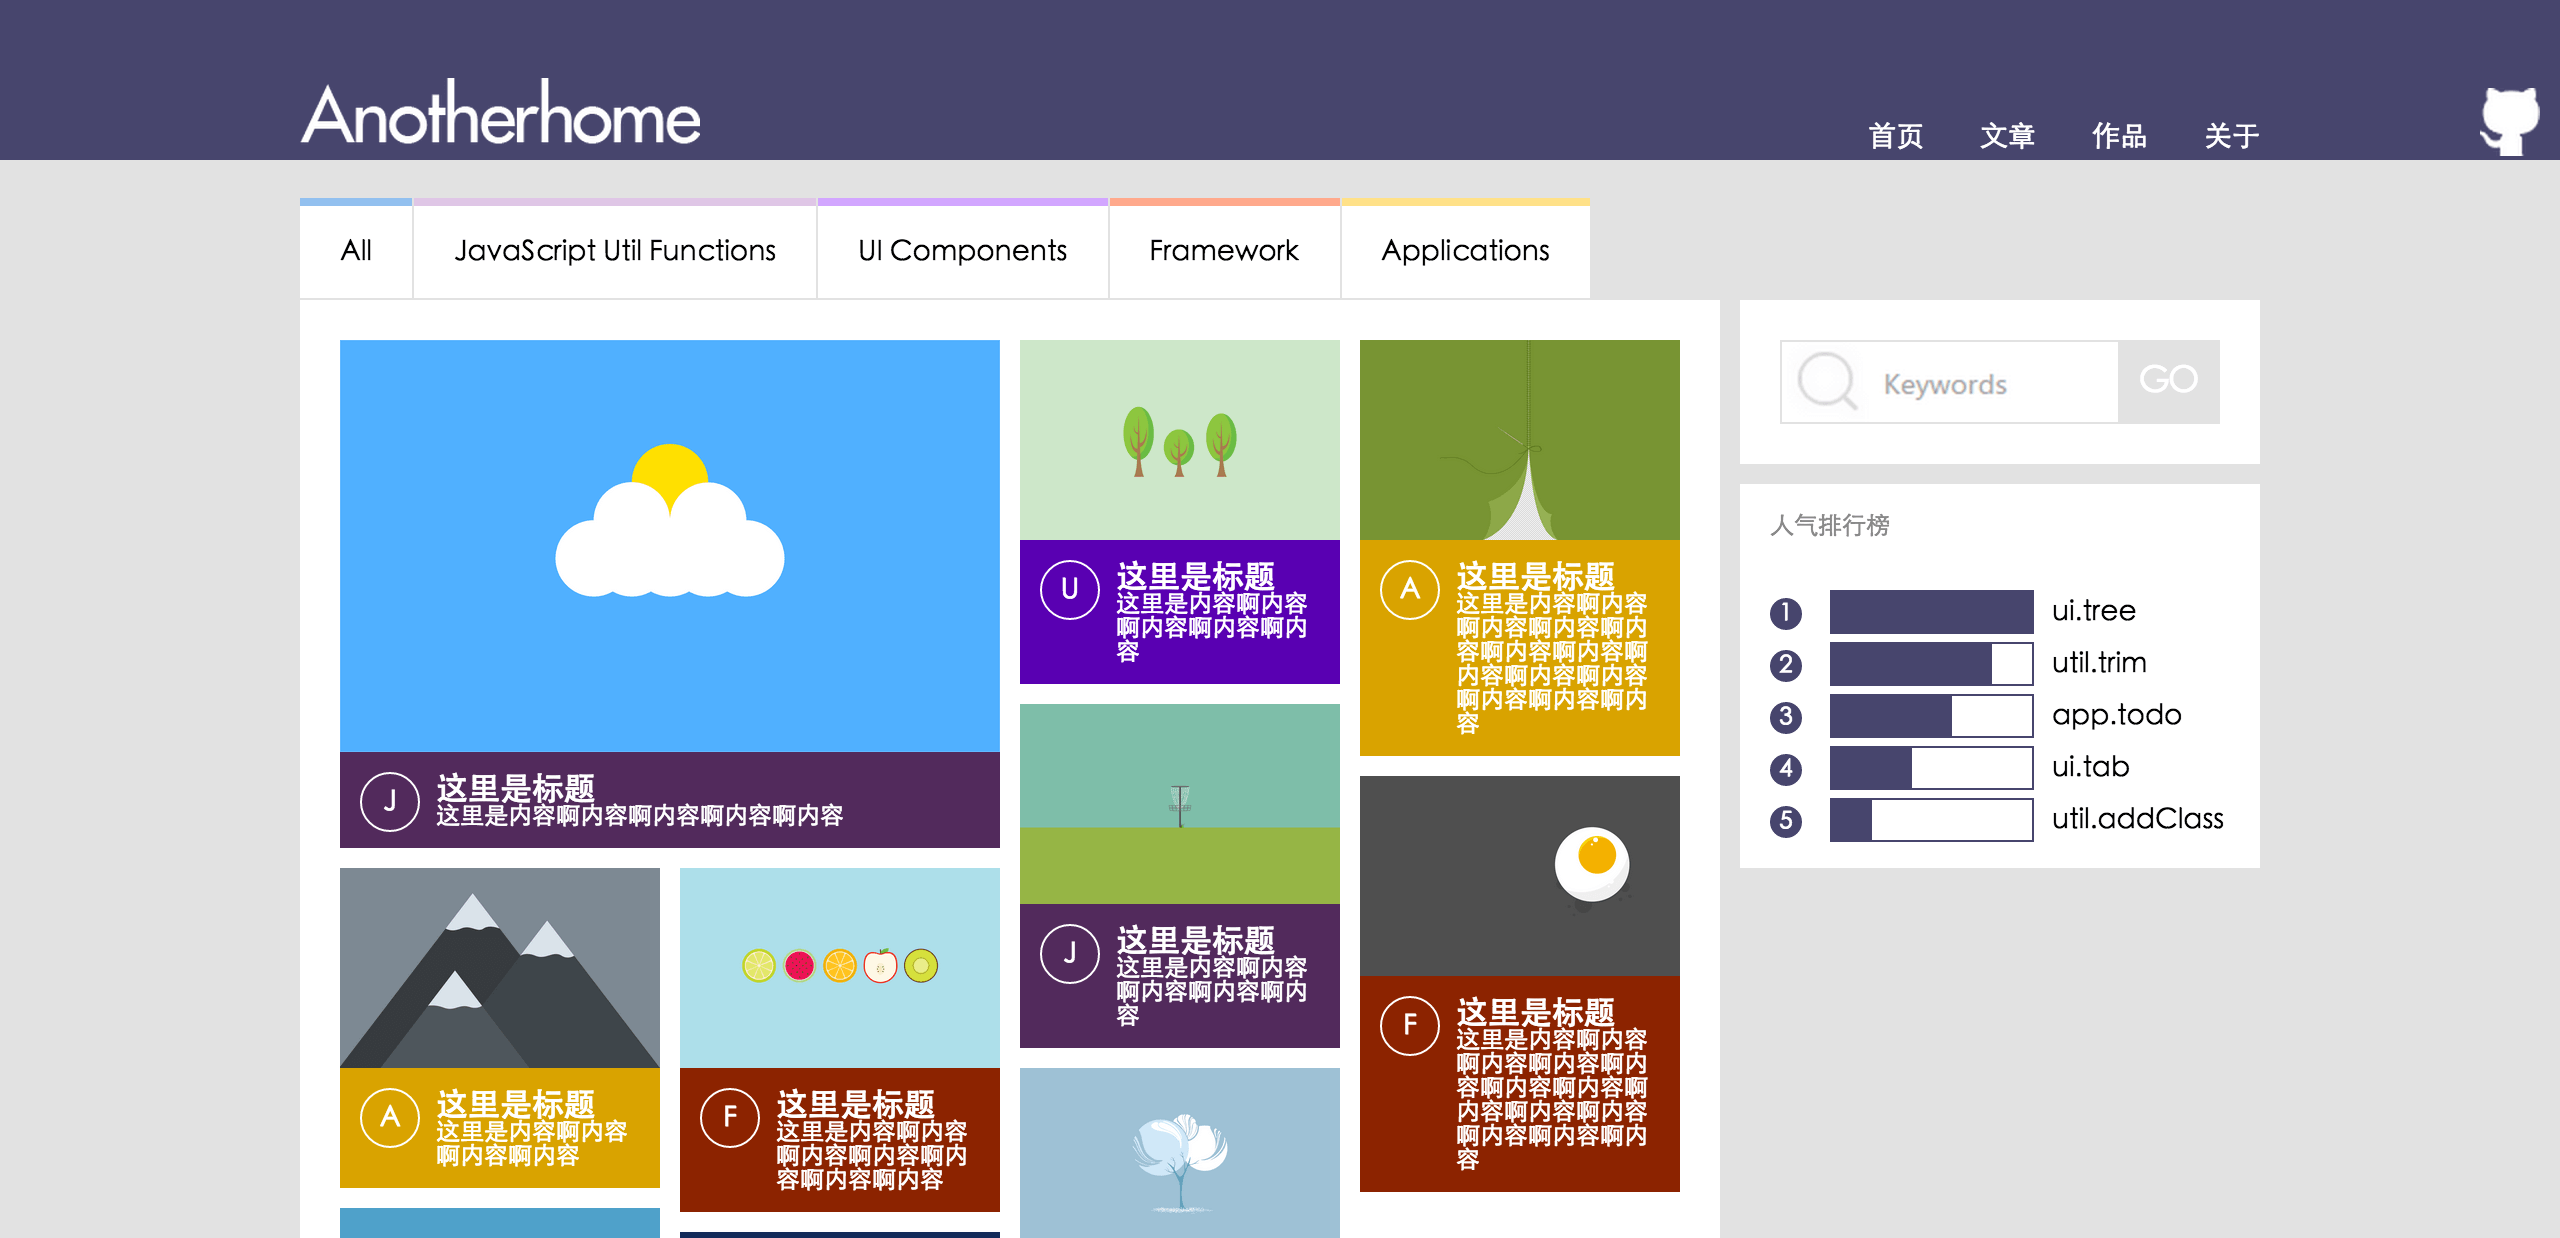 Anotherhome
首页 文章 作品 关于
All JavaScript Util Functions UI Components Framework Applications
Keywords GO
人气排行榜
1 ui.tree
2 util.trim
3 app.todo
4 ui.tab
5 util.addClass
J 这里是标题
这里是内容啊内容啊内容啊内容啊内容
U 这里是标题
这里是内容啊内容
啊内容啊内容啊内
容
A 这里是标题
这里是内容啊内容
啊内容啊内容啊内
容啊内容啊内容啊
内容啊内容啊内容
啊内容啊内容啊内
容
J 这里是标题
这里是内容啊内容
啊内容啊内容啊内
容
F 这里是标题
这里是内容啊内容
啊内容啊内容啊内
容啊内容啊内容啊
内容啊内容啊内容
啊内容啊内容啊内
容
A 这里是标题
这里是内容啊内容
啊内容啊内容
F 这里是标题
这里是内容啊内容
啊内容啊内容啊内
容啊内容啊内容